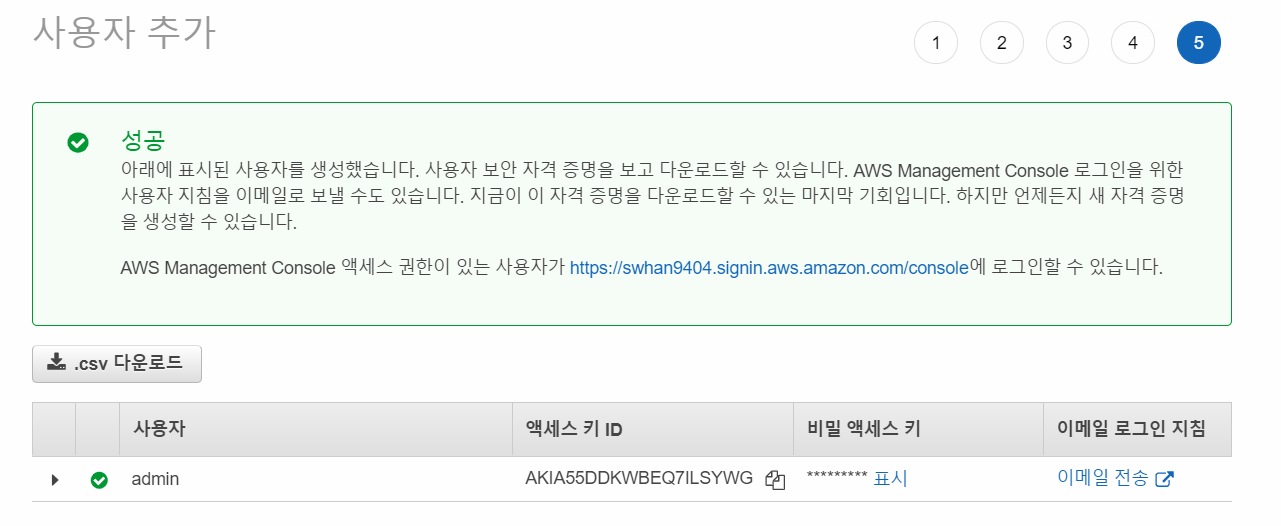 사용자 추가
1 2 3 4 5
성공
아래에 표시된 사용자를 생성했습니다. 사용자 보안 자격 증명을 보고 다운로드할 수 있습니다. AWS Management Console 로그인을 위한
사용자 지침을 이메일로 보낼 수도 있습니다. 지금이 이 자격 증명을 다운로드할 수 있는 마지막 기회입니다. 하지만 언제든지 새 자격 증명
을 생성할 수 있습니다.
AWS Management Console 액세스 권한이 있는 사용자가 https://swhan9404.signin.aws.amazon.com/console에 로그인할 수 있습니다.
.csv 다운로드
사용자 액세스 키 ID 비밀 액세스 키 이메일 로그인 지침
admin AKIA55DDKWBEQ7ILSYWG ********* 표시 이메일 전송